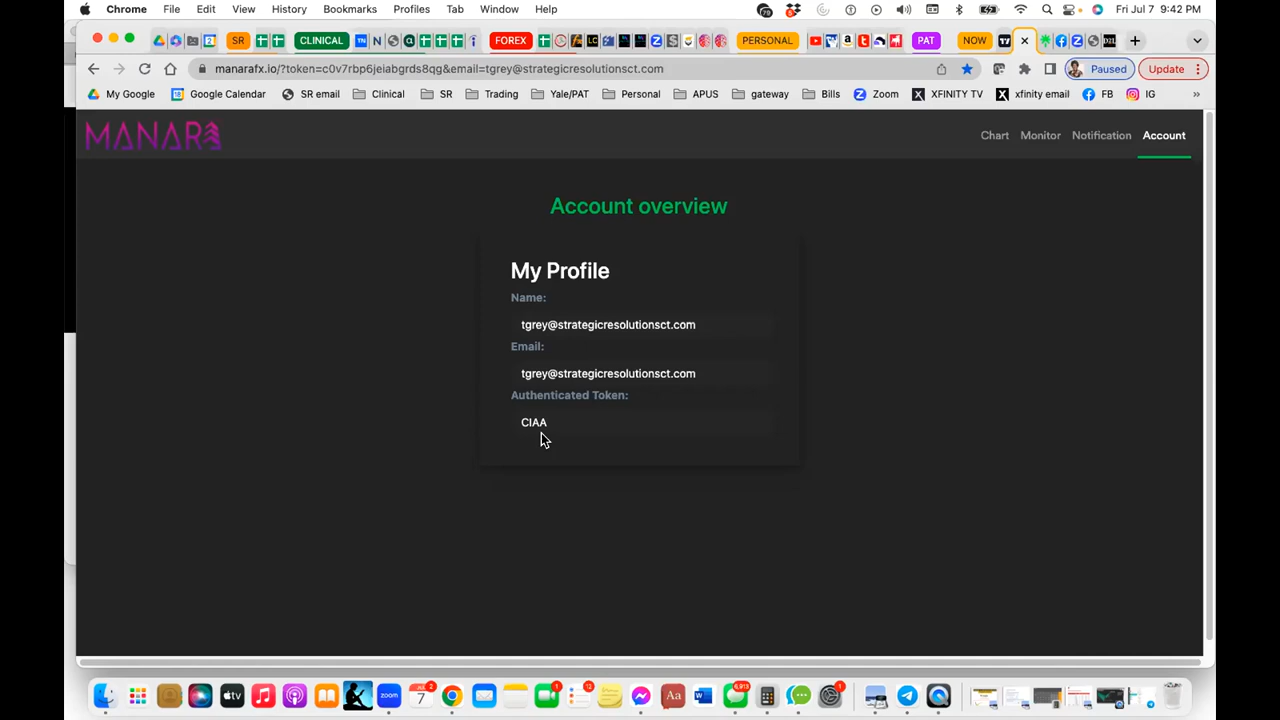 Chrome File Edit View History Bookmarks Profiles Tab Window Help Fri Jul 7 9:42 PM
SR CLINICAL FOREX PERSONAL PAT NOW
manarafx.io/?token=c0v7rbp6jeiabgrds8qg&email=tgrey@strategicresolutionsct.com Paused Update
My Google Google Calendar SR email Clinical SR Trading Yale/PAT Personal APUS gateway Bills Zoom XFINITY TV xfinity email FB IG »
MANARA Chart Monitor Notification Account
Account overview
My Profile
Name:
tgrey@strategicresolutionsct.com
Email:
tgrey@strategicresolutionsct.com
Authenticated Token:
CIAA